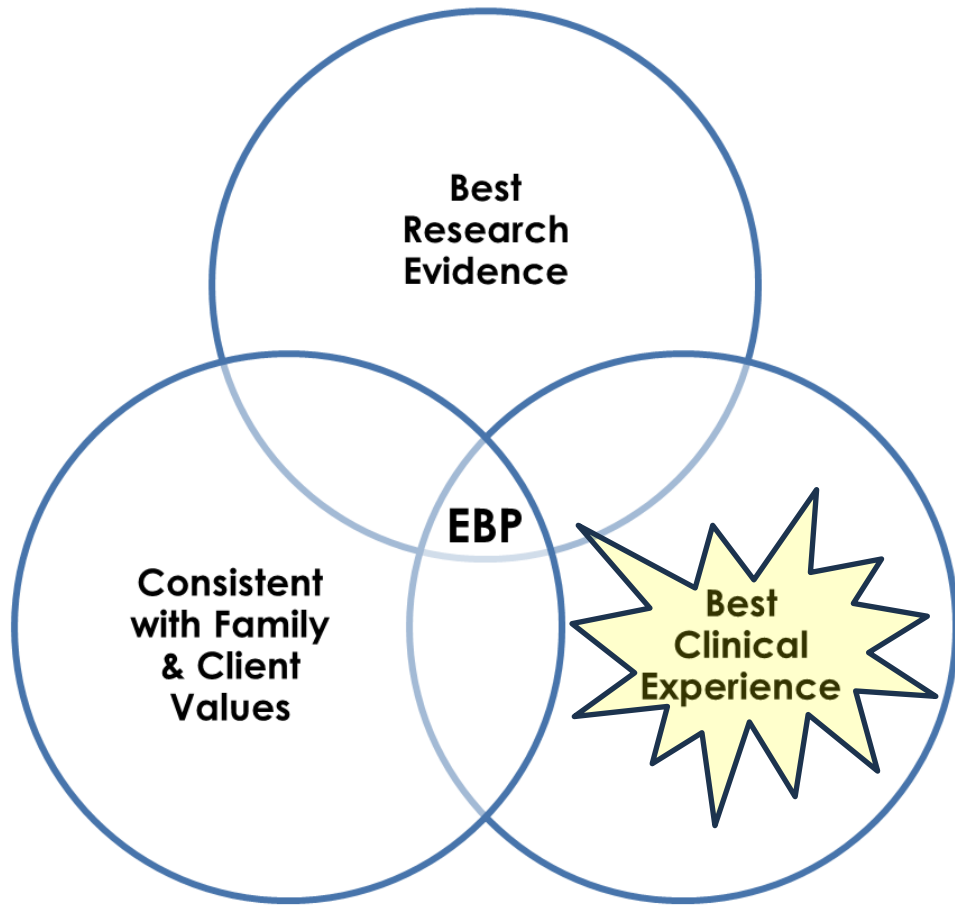 Best
Research
Evidence
EBP
Consistent
with Family
& Client
Values
Best
Clinical
Experience